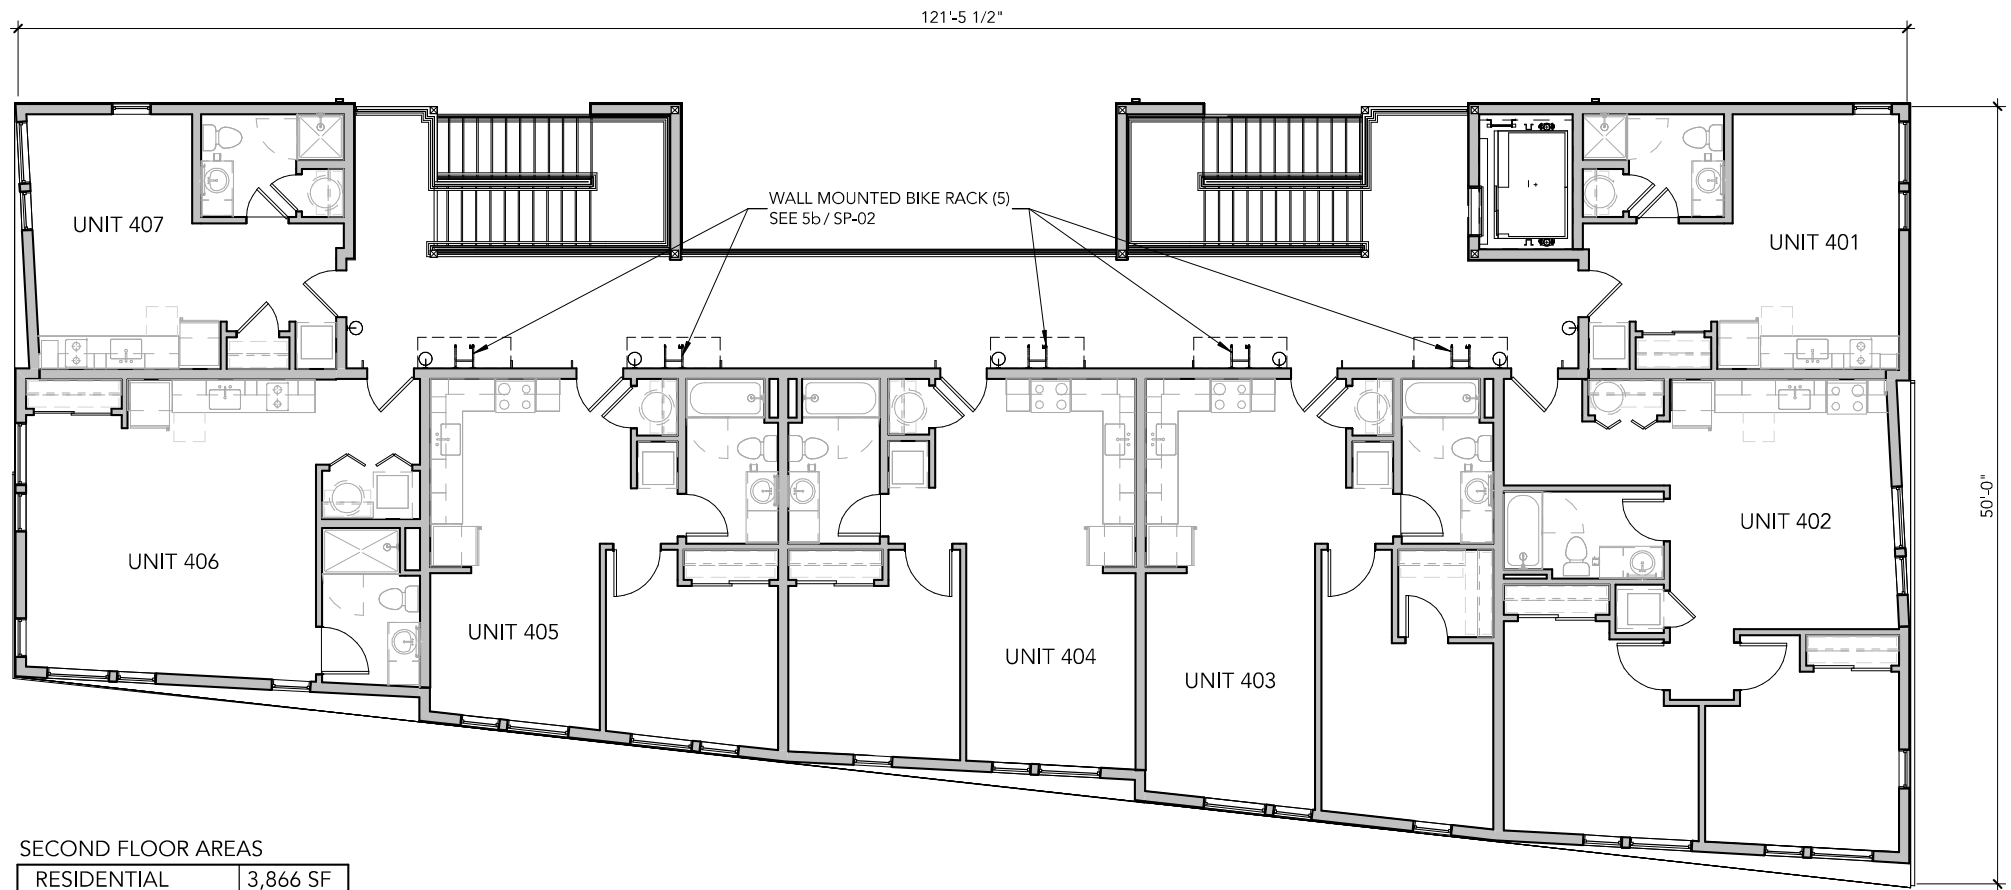 121'-5 1/2"
WALL MOUNTED BIKE RACK (5)
SEE 5b / SP-02
UNIT 407
UNIT 401
50'-0"
UNIT 402
UNIT 406
UNIT 405
UNIT 404
UNIT 403
SECOND FLOOR AREAS
RESIDENTIAL 3,866 SF